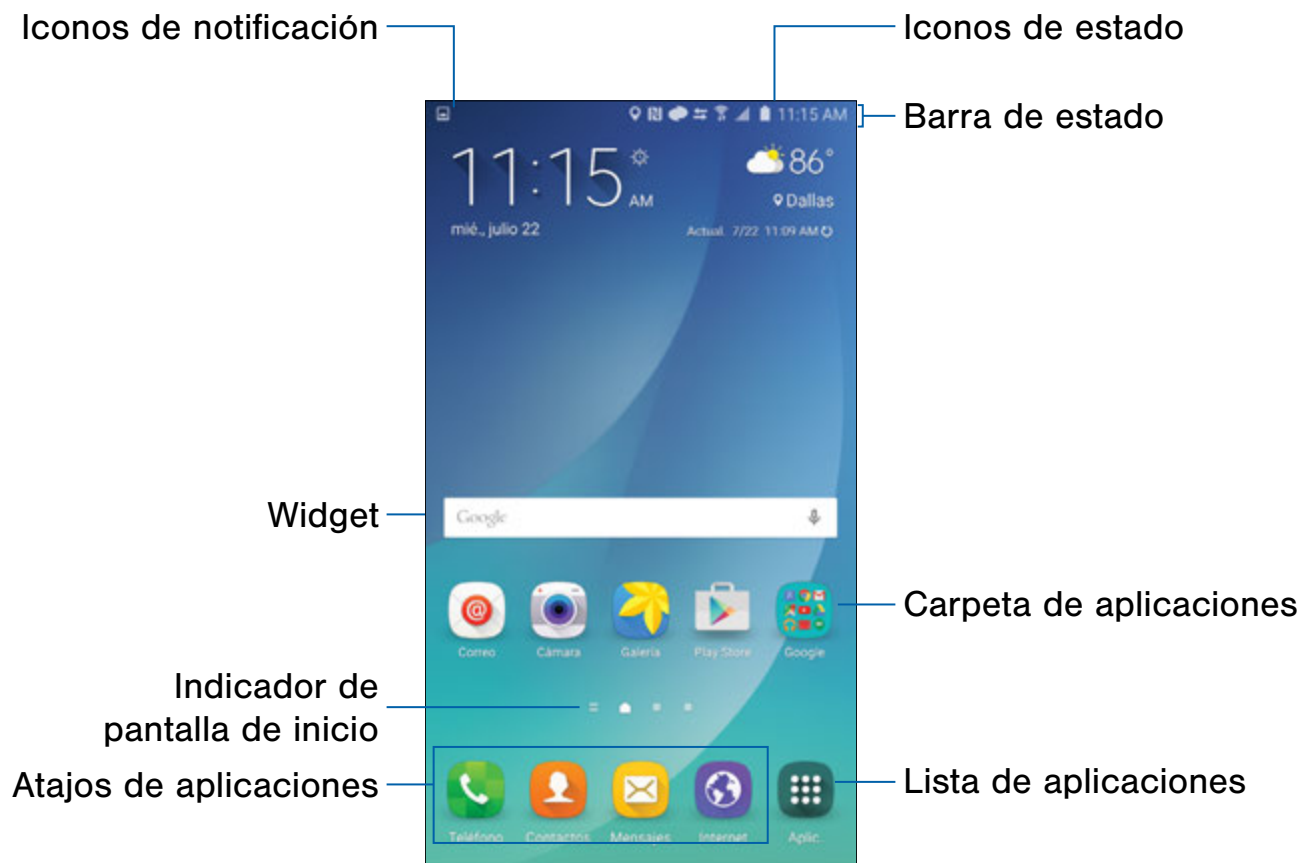 Iconos de notificación
Iconos de estado
11:15 AM
Barra de estado
11:15
AM
86°
Dallas
mié., julio 22
Actual. 7/22 11:09 AM
Widget
Google
Correo
Cámara
Galería
Play Store
Google
Carpeta de aplicaciones
Indicador de
pantalla de inicio
Atajos de aplicaciones
Lista de aplicaciones
Teléfono
Contactos
Mensajes
Internet
Aplic.